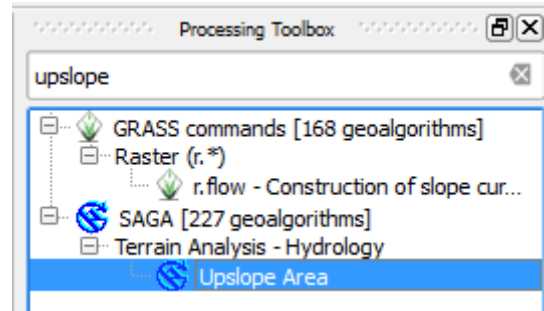 Processing Toolbox
upslope
GRASS commands [168 geoalgorithms]
Raster (r.*)
r.flow - Construction of slope cur...
SAGA [227 geoalgorithms]
Terrain Analysis - Hydrology
Upslope Area